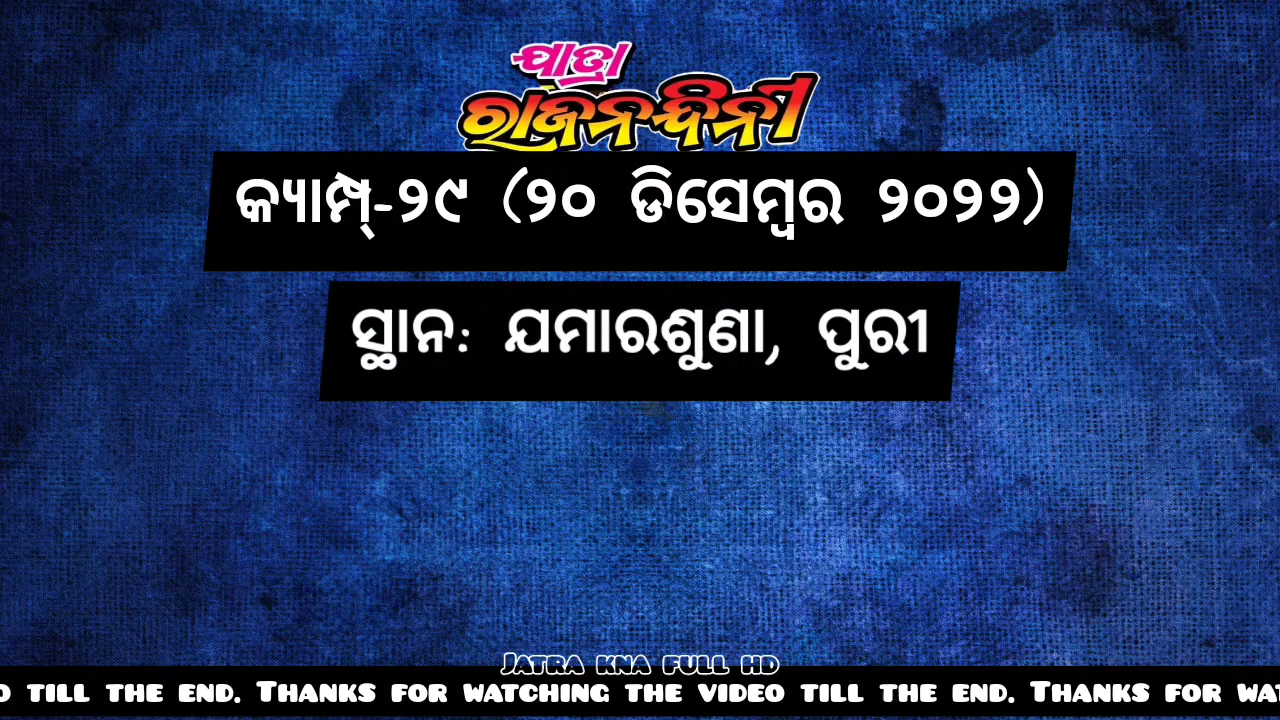 ଯାତ୍ରା
ରାଜନନ୍ଦିନୀ
କ୍ୟାମ୍ପ୍-୨୯ (୨୦ ଡିସେମ୍ବର ୨୦୨୨)
ସ୍ଥାନ: ଯମାରଶୁଣା, ପୁରୀ
Jatra kna full hd
o till the end. Thanks for watching the video till the end. Thanks for wat